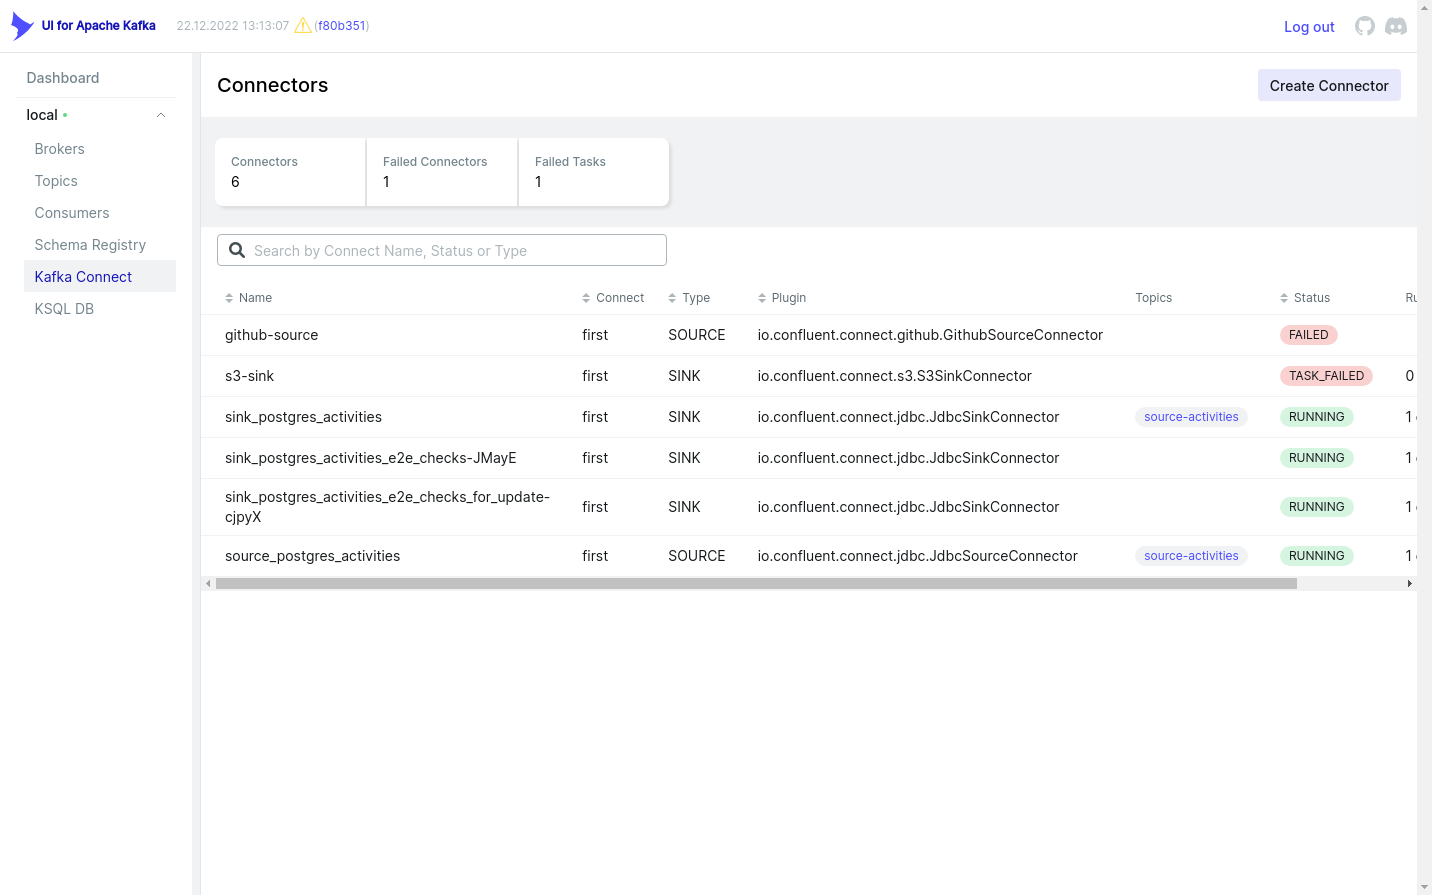 UI for Apache Kafka 22.12.2022 13:13:07 (f80b351) Log out
Dashboard
local
Brokers
Topics
Consumers
Schema Registry
Kafka Connect
KSQL DB
Connectors Create Connector
Connectors Failed Connectors Failed Tasks
6 1 1
Search by Connect Name, Status or Type
Name Connect Type Plugin Topics Status
github-source first SOURCE io.confluent.connect.github.GithubSourceConnector FAILED
s3-sink first SINK io.confluent.connect.s3.S3SinkConnector TASK_FAILED 0
sink_postgres_activities first SINK io.confluent.connect.jdbc.JdbcSinkConnector source-activities RUNNING 1
sink_postgres_activities_e2e_checks-JMayE first SINK io.confluent.connect.jdbc.JdbcSinkConnector RUNNING 1
sink_postgres_activities_e2e_checks_for_update-
cjpyX first SINK io.confluent.connect.jdbc.JdbcSinkConnector RUNNING 1
source_postgres_activities first SOURCE io.confluent.connect.jdbc.JdbcSourceConnector source-activities RUNNING 1